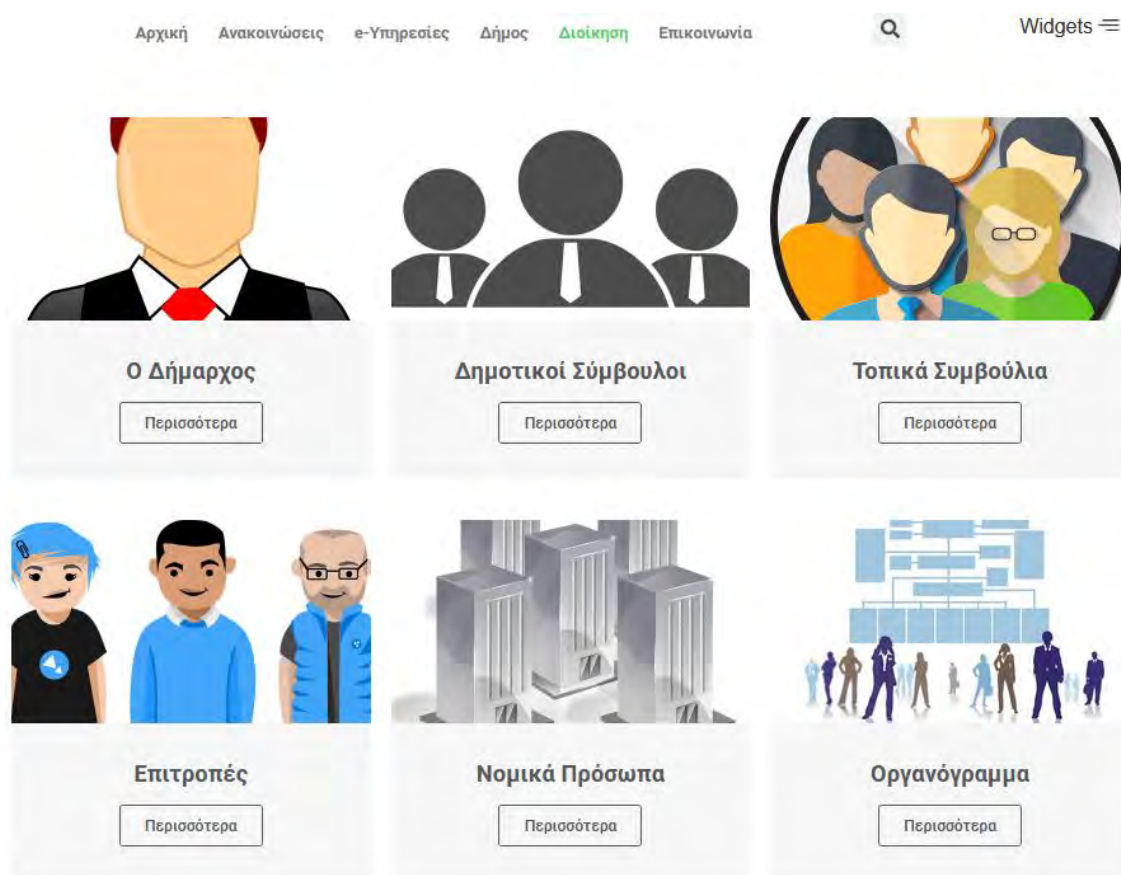 Αρχική Ανακοινώσεις e-Υπηρεσίες Δήμος Διοίκηση Επικοινωνία Widgets
Ο Δήμαρχος Δημοτικοί Σύμβουλοι Τοπικά Συμβούλια
Περισσότερα Περισσότερα Περισσότερα
Επιτροπές Νομικά Πρόσωπα Οργανόγραμμα
Περισσότερα Περισσότερα Περισσότερα